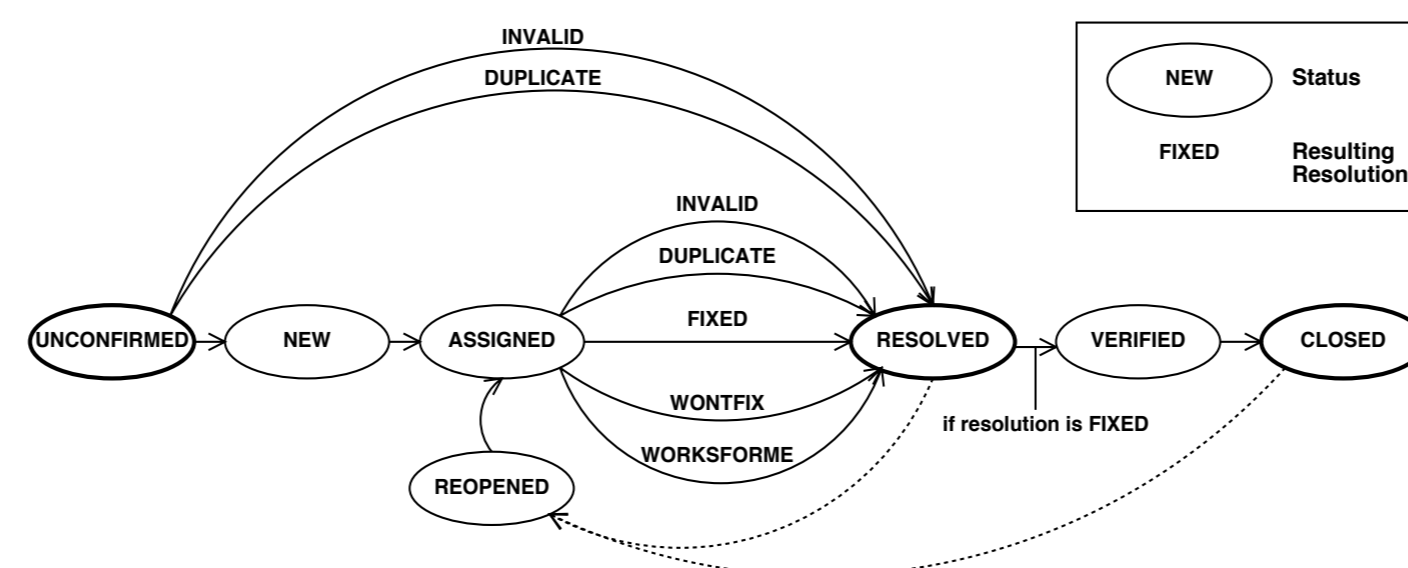 INVALID
DUPLICATE
NEW
Status
FIXED
Resulting
Resolution
INVALID
DUPLICATE
FIXED
UNCONFIRMED
NEW
ASSIGNED
RESOLVED
VERIFIED
CLOSED
WONTFIX
if resolution is FIXED
WORKSFORME
REOPENED